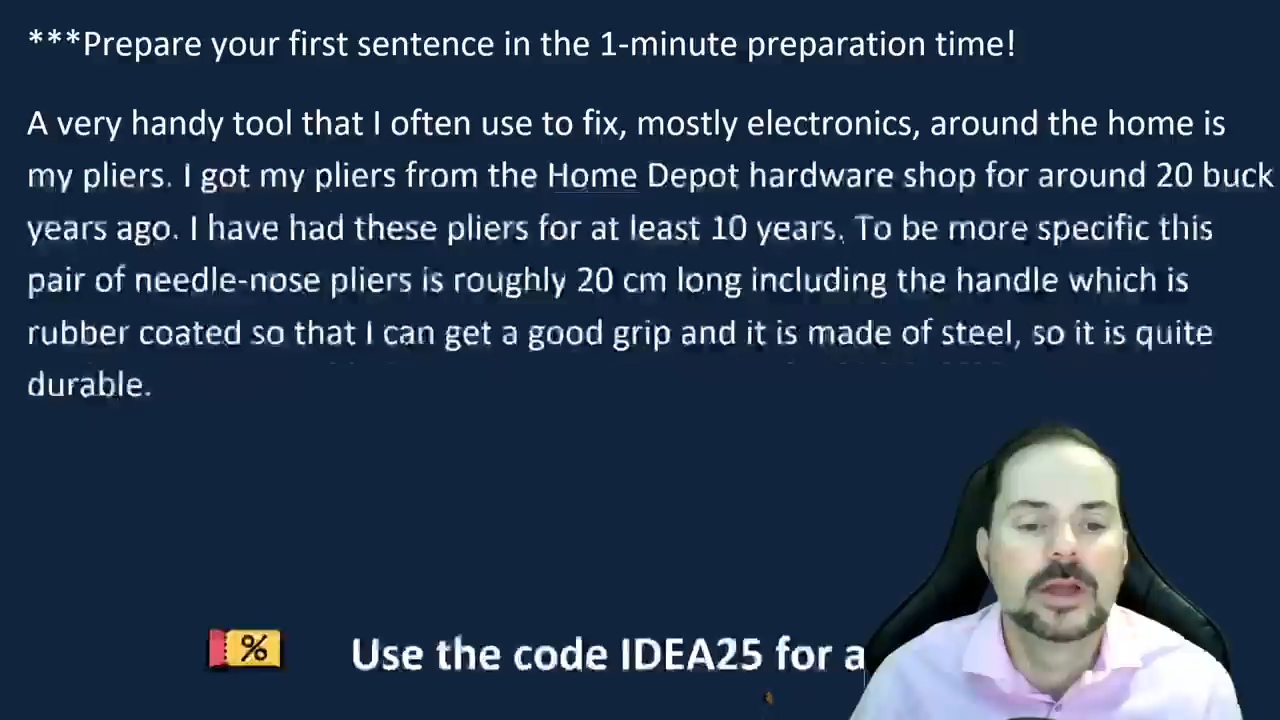 ***Prepare your first sentence in the 1-minute preparation time!
A very handy tool that I often use to fix, mostly electronics, around the home is
my pliers. I got my pliers from the Home Depot hardware shop for around 20 buck
years ago. I have had these pliers for at least 10 years. To be more specific this
pair of needle-nose pliers is roughly 20 cm long including the handle which is
rubber coated so that I can get a good grip and it is made of steel, so it is quite
durable.
% Use the code IDEA25 for a